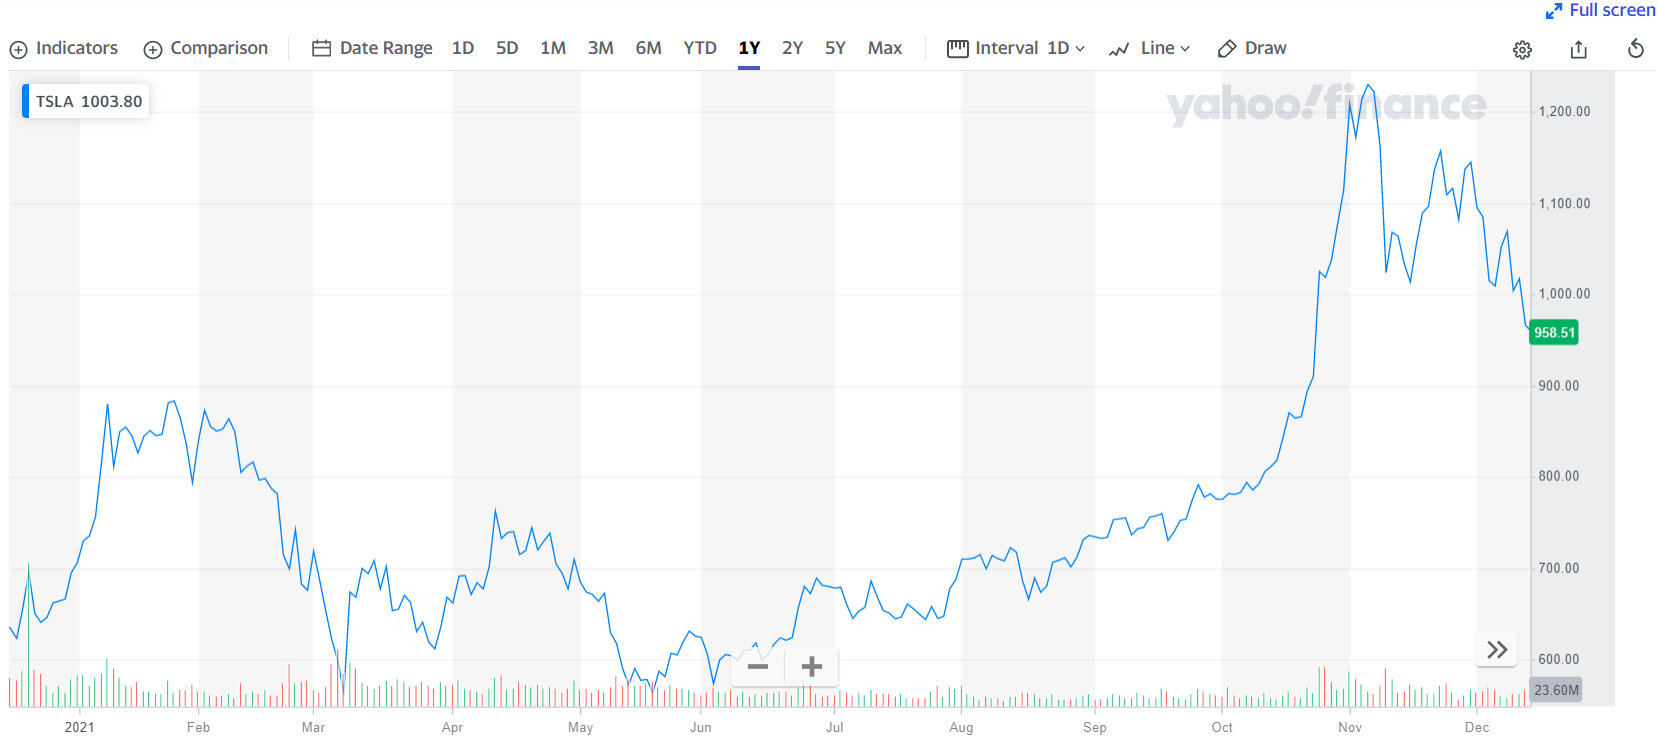 Full screen
Indicators Comparison Date Range 1D 5D 1M 3M 6M YTD 1Y 2Y 5Y Max Interval 1D Line Draw
TSLA 1003.80
yahoo!finance
1,200.00
1,100.00
1,000.00
958.51
900.00
800.00
700.00
600.00
23.60M
2021 Feb Mar Apr May Jun Jul Aug Sep Oct Nov Dec